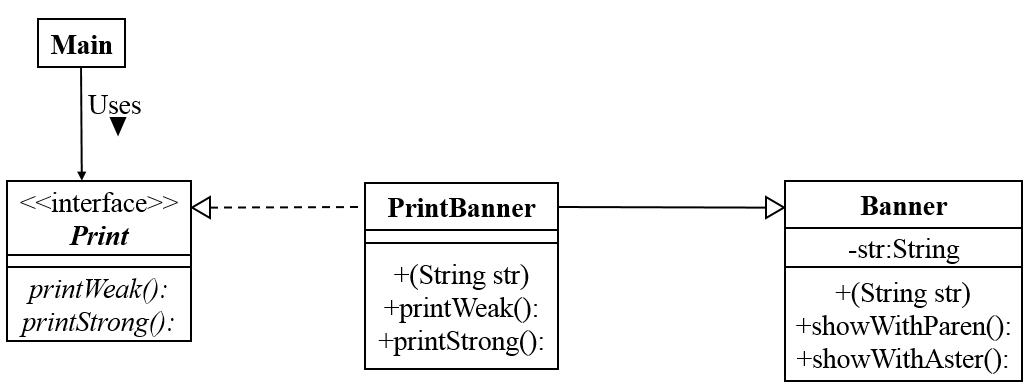 Main
Uses
<<interface>>
Print
printWeak():
printStrong():
PrintBanner
+(String str)
+printWeak():
+printStrong():
Banner
-str:String
+(String str)
+showWithParen():
+showWithAster():